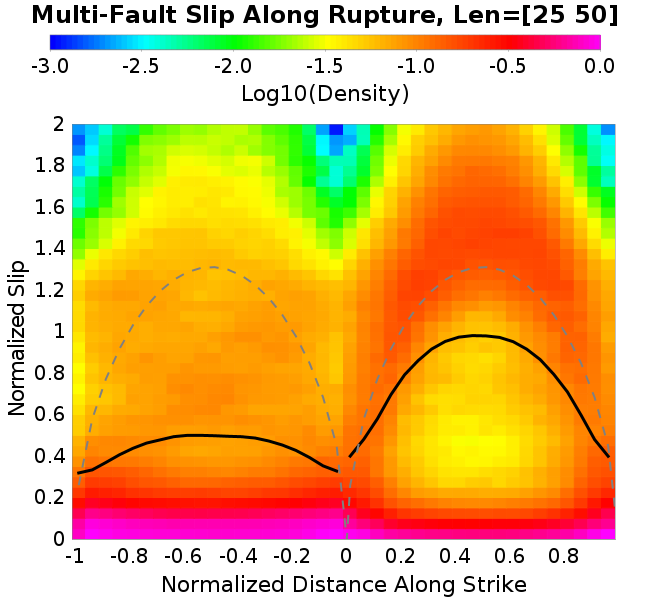 Multi-Fault Slip Along Rupture, Len=[25 50]
-3.0 -2.5 -2.0 -1.5 -1.0 -0.5 0.0
Log10(Density)
2
1.8
1.6
1.4
1.2
1
0.8
0.6
0.4
0.2
0
Normalized Slip
-1 -0.8 -0.6 -0.4 -0.2 0 0.2 0.4 0.6 0.8
Normalized Distance Along Strike